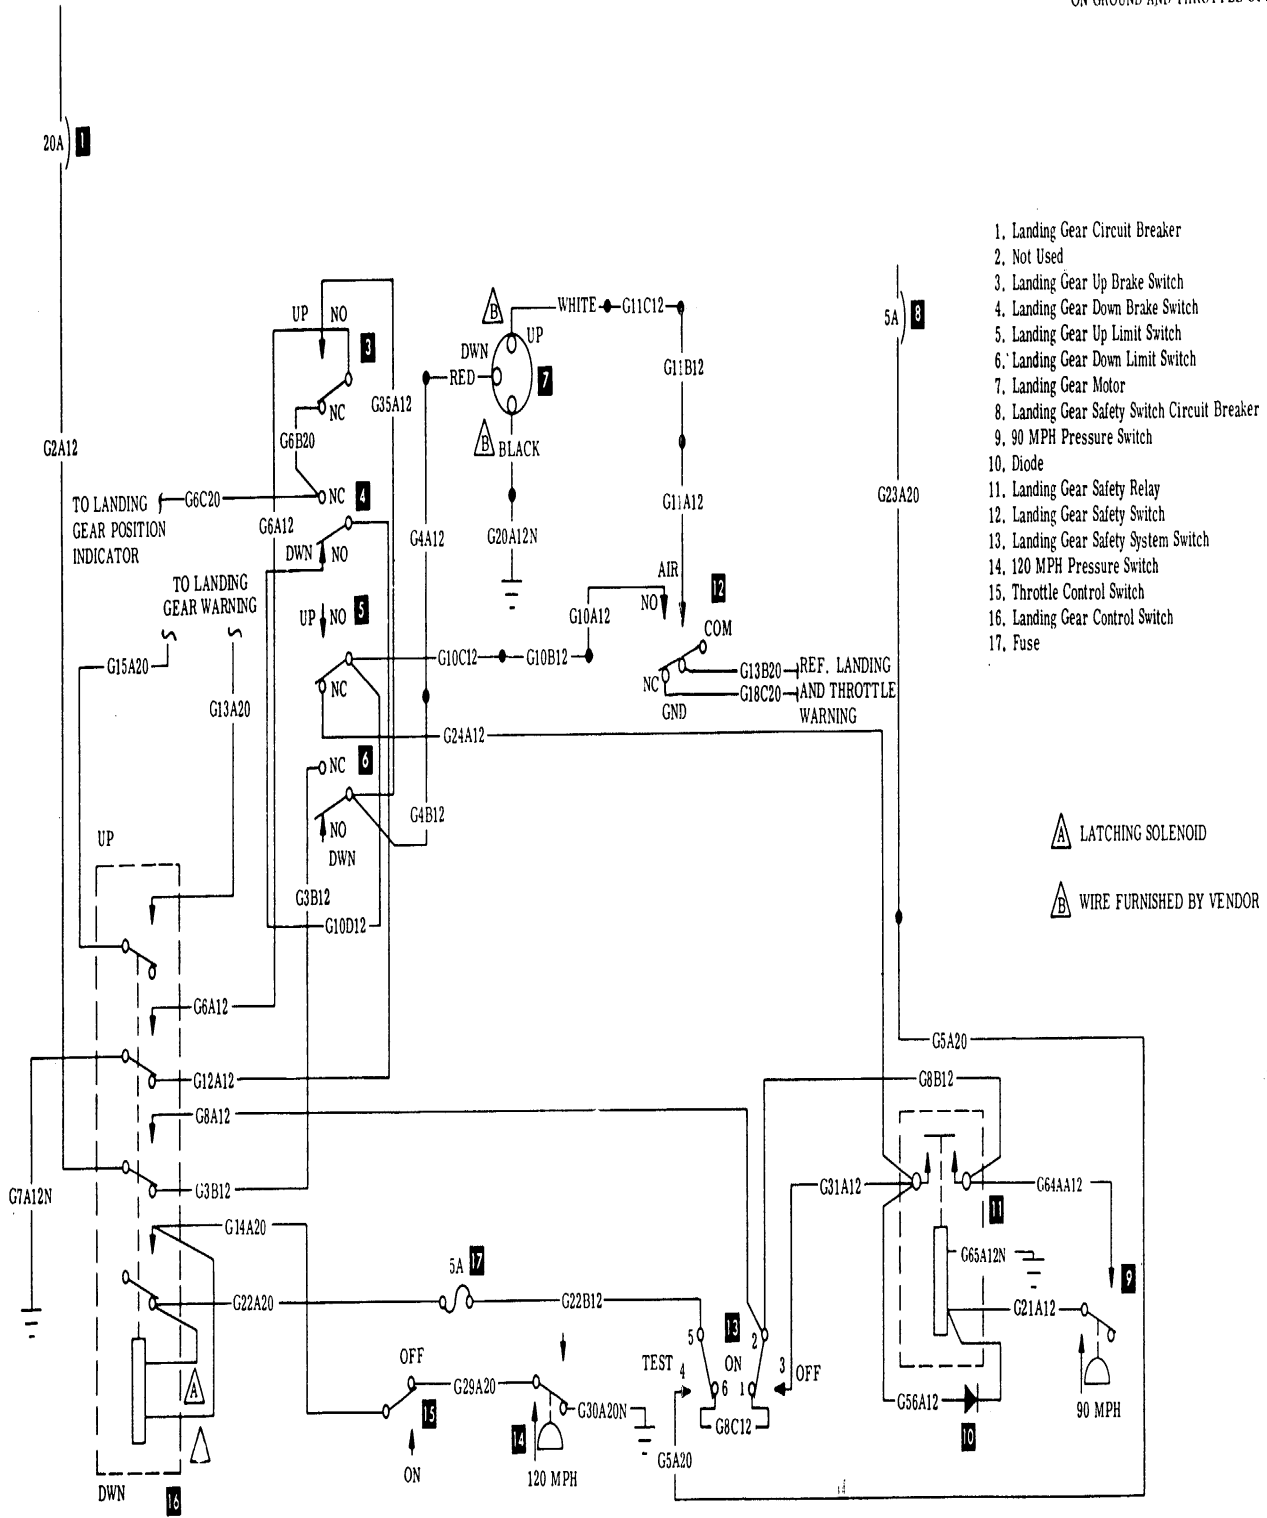 20A
1
G2A12
UP
NO
3
NC
G35A12
G6B20
NC
4
TO LANDING
GEAR POSITION
INDICATOR
G6C20
G6A12
DWN
NO
TO LANDING
GEAR WARNING
G15A20
G13A20
UP
NO
5
NC
G24A12
NC
6
NO
DWN
G3B12
G10D12
G4A12
G4B12
B
WHITE
G11C12
UP
DWN
RED
7
B
BLACK
G20A12N
G11B12
G11A12
AIR
NO
12
G10A12
COM
G10C12
G10B12
NC
GND
G13B20
G18C20
REF. LANDING
AND THROTTLE
WARNING
5A
8
G23A20
1. Landing Gear Circuit Breaker
2. Not Used
3. Landing Gear Up Brake Switch
4. Landing Gear Down Brake Switch
5. Landing Gear Up Limit Switch
6. Landing Gear Down Limit Switch
7. Landing Gear Motor
8. Landing Gear Safety Switch Circuit Breaker
9. 90 MPH Pressure Switch
10. Diode
11. Landing Gear Safety Relay
12. Landing Gear Safety Switch
13. Landing Gear Safety System Switch
14. 120 MPH Pressure Switch
15. Throttle Control Switch
16. Landing Gear Control Switch
17. Fuse
A LATCHING SOLENOID
B WIRE FURNISHED BY VENDOR
UP
G6A12
G12A12
G8A12
G7A12N
G3B12
G14A20
G22A20
A
DWN
16
5A
17
G22B12
OFF
15
ON
G29A20
G30A20N
14
120 MPH
5
13
2
TEST
4
ON
3
OFF
6
1
G8C12
G5A20
G5A20
G8B12
G31A12
G64AA12
11
G65A12N
9
G21A12
G56A12
10
90 MPH